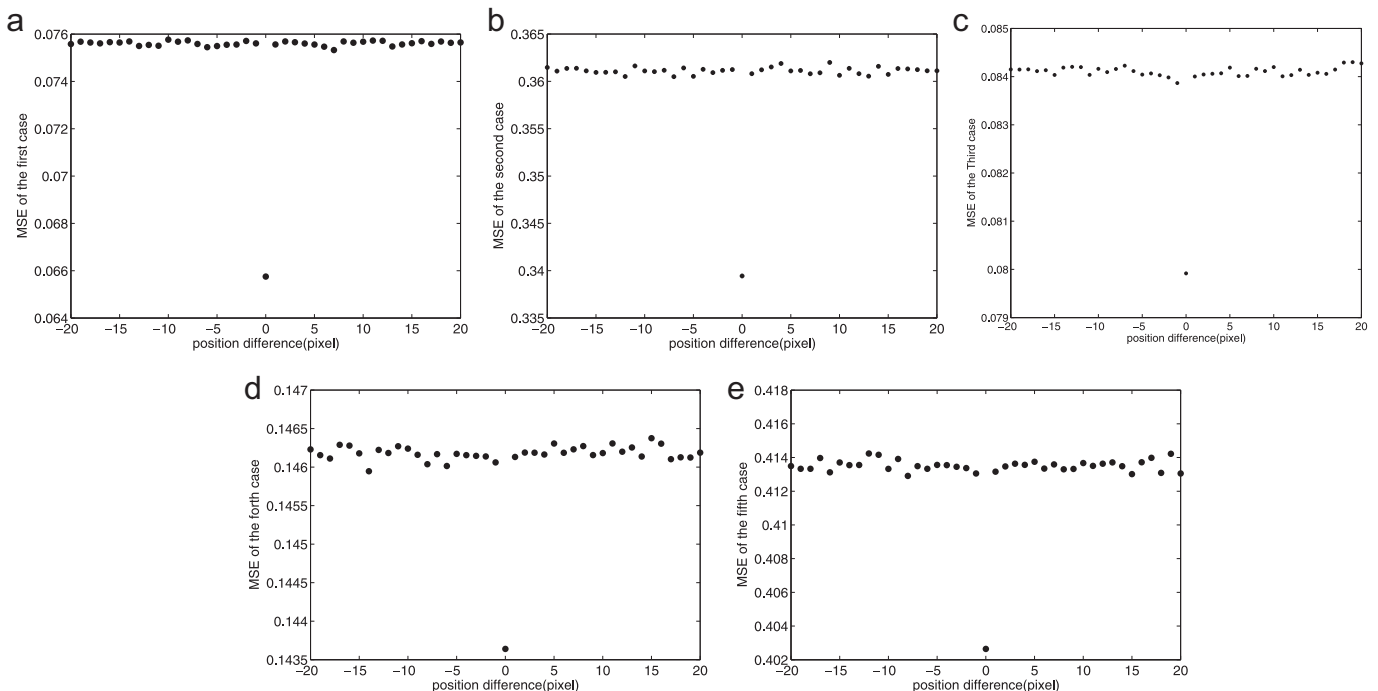 a
0.076
0.074
0.072
0.07
0.068
0.066
0.064
MSE of the first case
−20 −15 −10 −5 0 5 10 15 20
position difference(pixel)
b
0.365
0.36
0.355
0.35
0.345
0.34
0.335
MSE of the second case
−20 −15 −10 −5 0 5 10 15 20
position difference(pixel)
c
0.085
0.084
0.083
0.082
0.081
0.08
0.079
MSE of the Third case
−20 −15 −10 −5 0 5 10 15 20
position difference(pixel)
d
0.147
0.1465
0.146
0.1455
0.145
0.1445
0.144
0.1435
MSE of the forth case
−20 −15 −10 −5 0 5 10 15 20
position difference(pixel)
e
0.418
0.416
0.414
0.412
0.41
0.408
0.406
0.404
0.402
MSE of the fifth case
−20 −15 −10 −5 0 5 10 15 20
position difference(pixel)